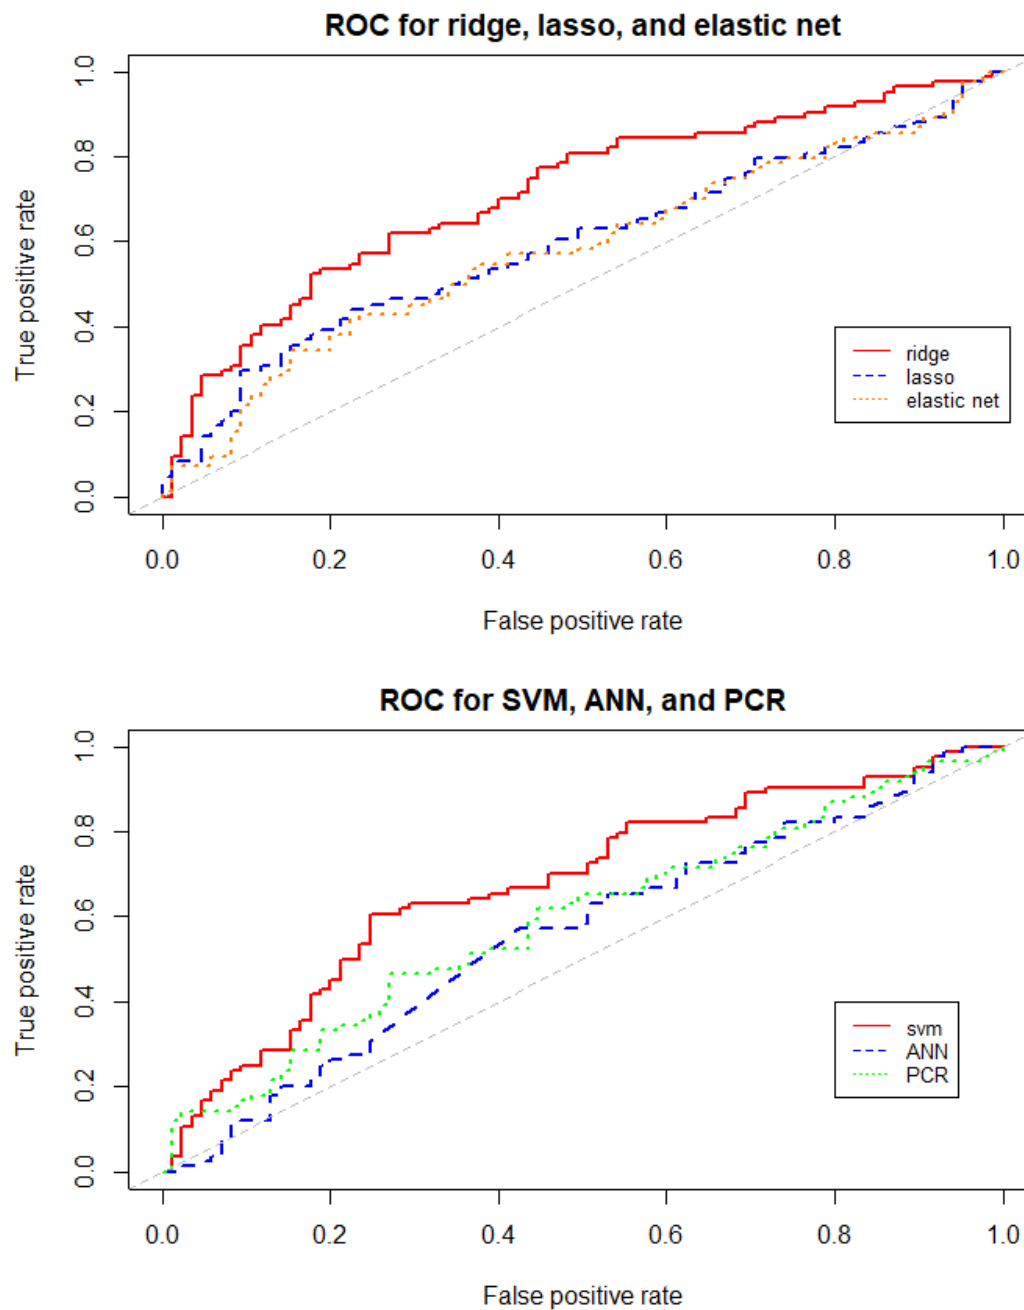 ROC for ridge, lasso, and elastic net
True positive rate
1.0
0.8
0.6
0.4
0.2
0.0
ridge
lasso
elastic net
0.0 0.2 0.4 0.6 0.8 1.0
False positive rate
ROC for SVM, ANN, and PCR
True positive rate
1.0
0.8
0.6
0.4
0.2
0.0
svm
ANN
PCR
0.0 0.2 0.4 0.6 0.8 1.0
False positive rate